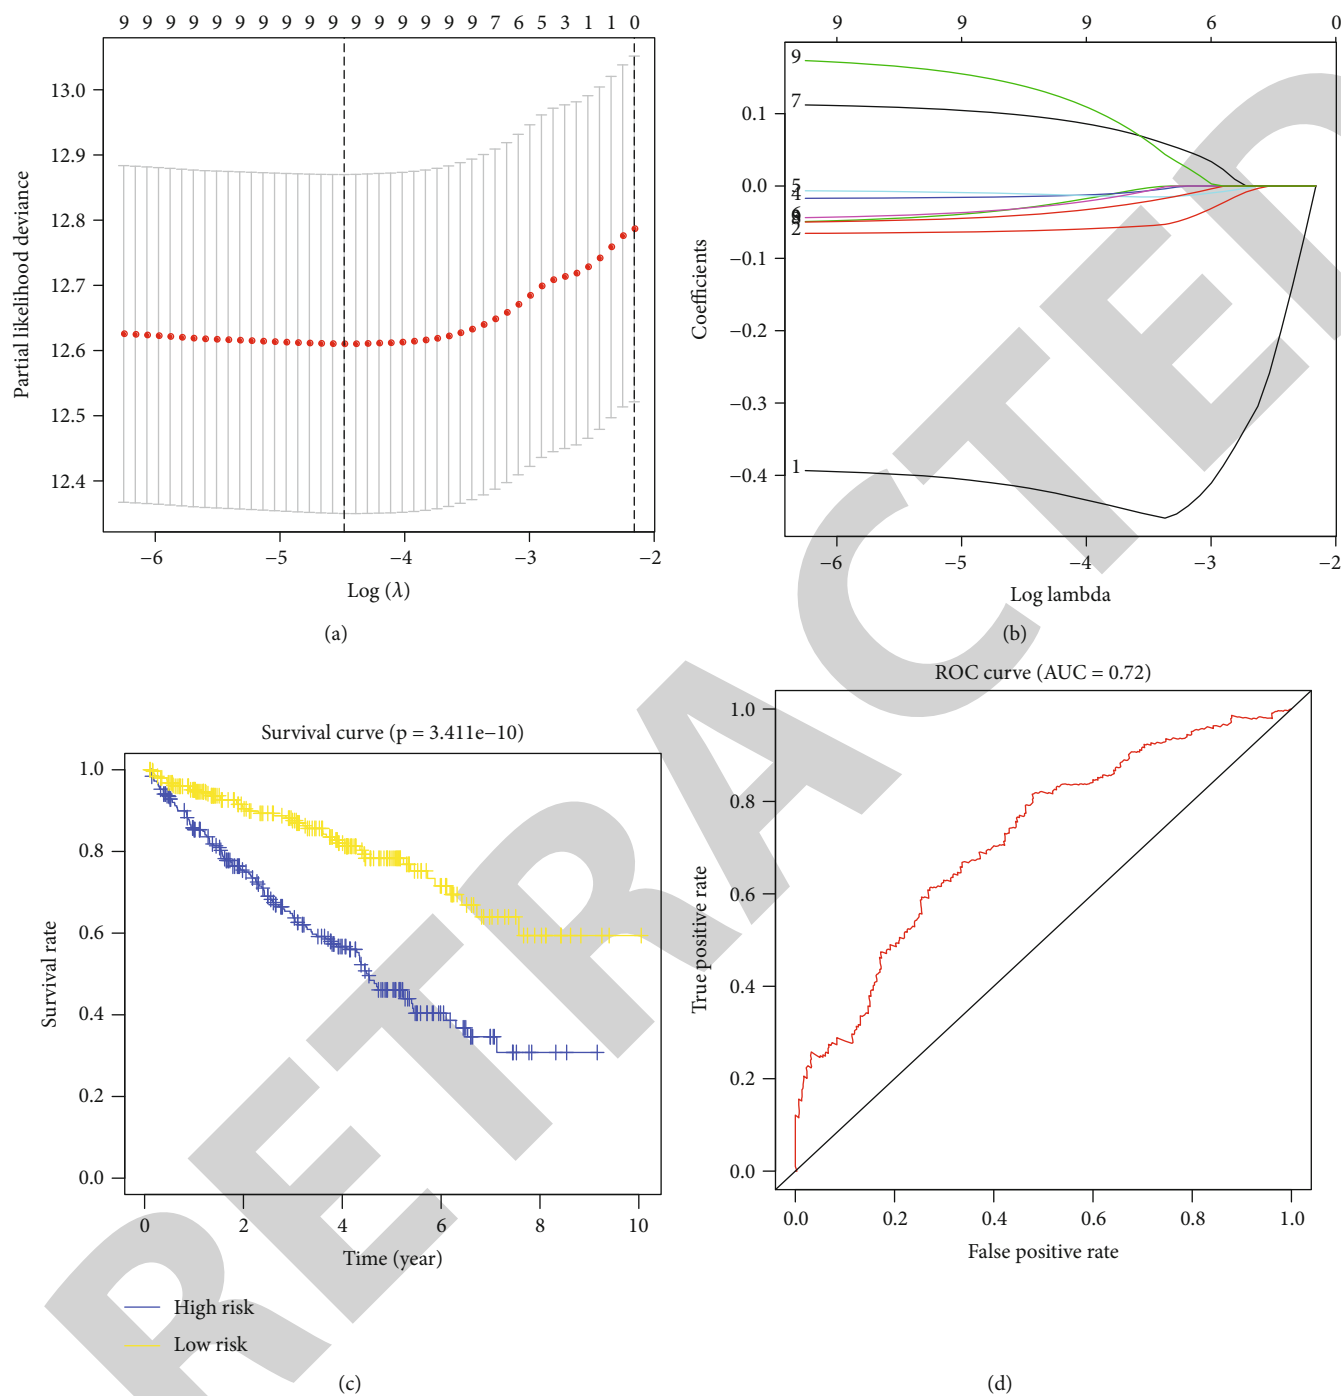 9 9 9 9 9 9 9 9 9 9 9 9 9 9 9 9 7 6 5 3 1 1 0
13.0
12.9
12.8
12.7
12.6
12.5
12.4
Partial likelihood deviance
−6 −5 −4 −3 −2
Log (λ)
(a)
9 9 9 6 0
0.1
0.0
−0.1
−0.2
−0.3
−0.4
Coefficients
9
7
5
4
6
2
1
−6 −5 −4 −3 −2
Log lambda
(b)
Survival curve (p = 3.411e−10)
1.0
0.8
0.6
0.4
0.2
0.0
Survival rate
0 2 4 6 8 10
Time (year)
High risk
Low risk
(c)
ROC curve (AUC = 0.72)
1.0
0.8
0.6
0.4
0.2
0.0
True positive rate
0.0 0.2 0.4 0.6 0.8 1.0
False positive rate
(d)
RETRACTED